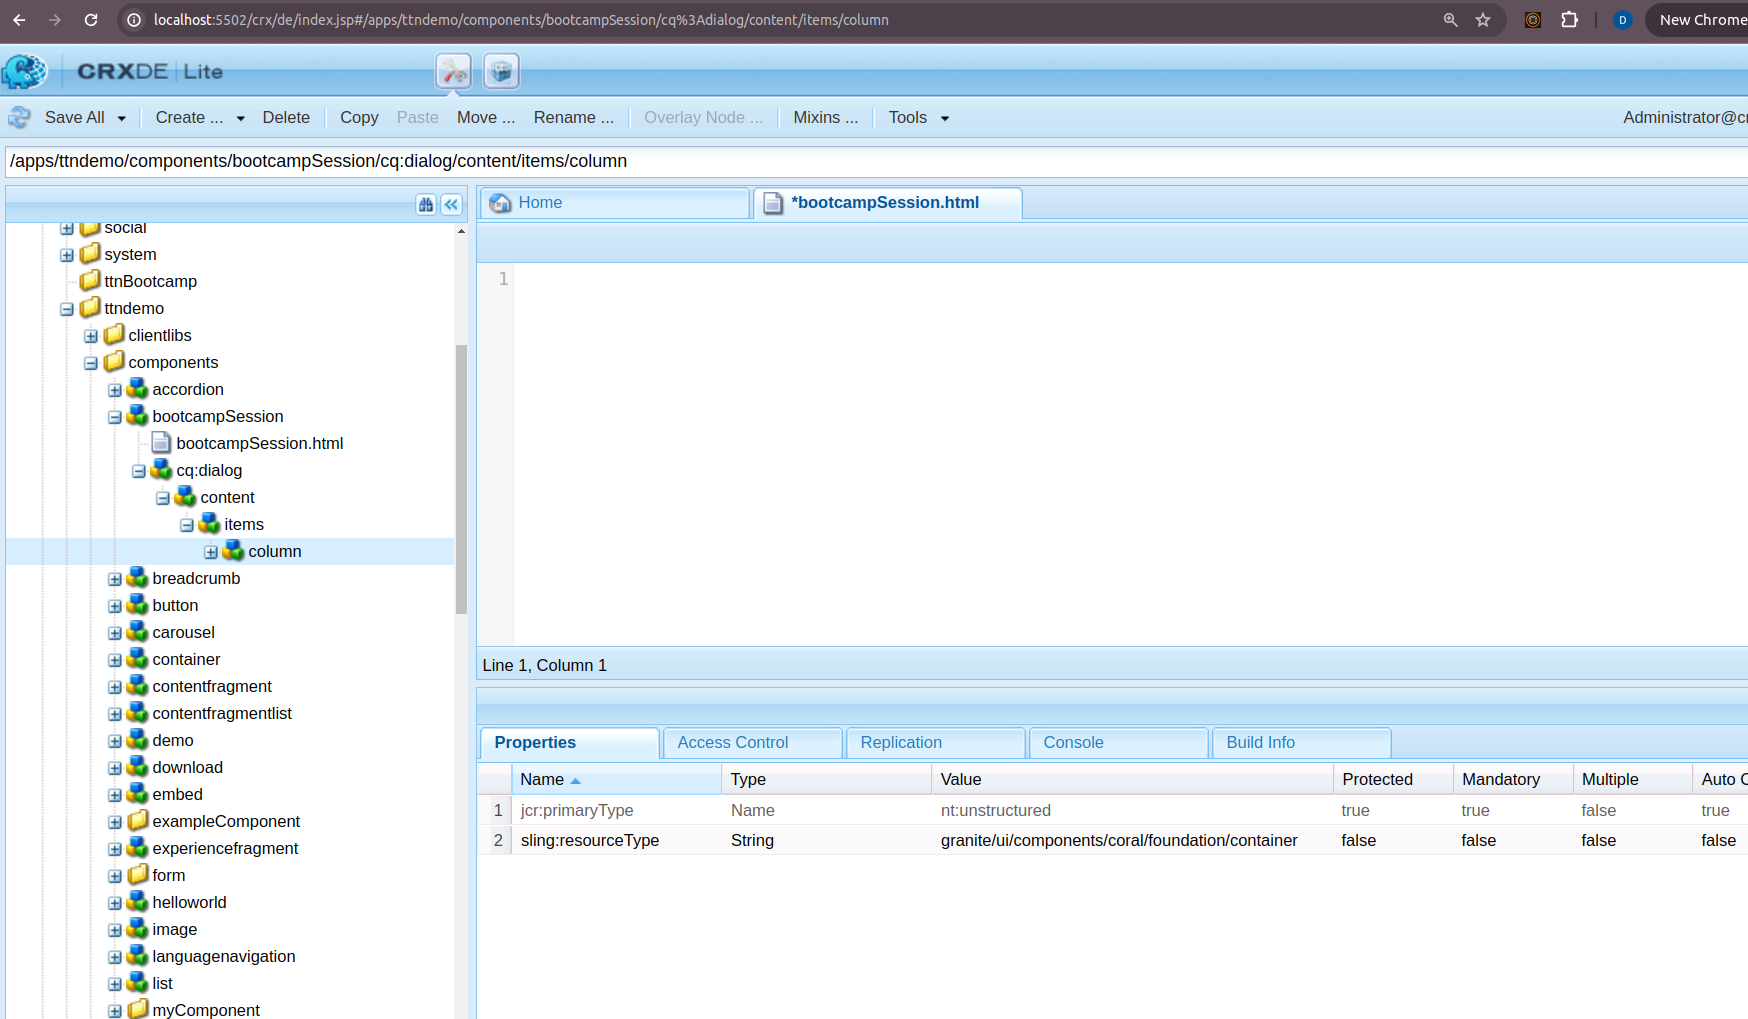 localhost:5502/crx/de/index.jsp#/apps/ttndemo/components/bootcampSession/cq%3Adialog/content/items/column
D
New Chrome
CRXDE | Lite
Save All
Create ...
Delete
Copy
Paste
Move ...
Rename ...
Overlay Node ...
Mixins ...
Tools
Administrator@cr
/apps/ttndemo/components/bootcampSession/cq:dialog/content/items/column
social
system
ttnBootcamp
ttndemo
clientlibs
components
accordion
bootcampSession
bootcampSession.html
cq:dialog
content
items
column
breadcrumb
button
carousel
container
contentfragment
contentfragmentlist
demo
download
embed
exampleComponent
experiencefragment
form
helloworld
image
languagenavigation
list
myComponent
Home
*bootcampSession.html
1
Line 1, Column 1
Properties
Access Control
Replication
Console
Build Info
Name Type Value Protected Mandatory Multiple Auto C
1 jcr:primaryType Name nt:unstructured true true false true
2 sling:resourceType String granite/ui/components/coral/foundation/container false false false false